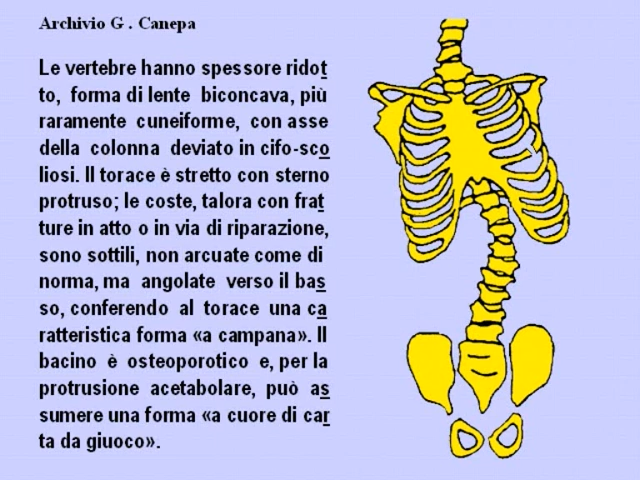 Archivio G . Canepa
Le vertebre hanno spessore ridot
to, forma di lente biconcava, più
raramente cuneiforme, con asse
della colonna deviato in cifo-sco
liosi. Il torace è stretto con sterno
protruso; le coste, talora con frat
ture in atto o in via di riparazione,
sono sottili, non arcuate come di
norma, ma angolate verso il bas
so, conferendo al torace una ca
ratteristica forma «a campana». Il
bacino è osteoporotico e, per la
protrusione acetabolare, può as
sumere una forma «a cuore di car
ta da giuoco».